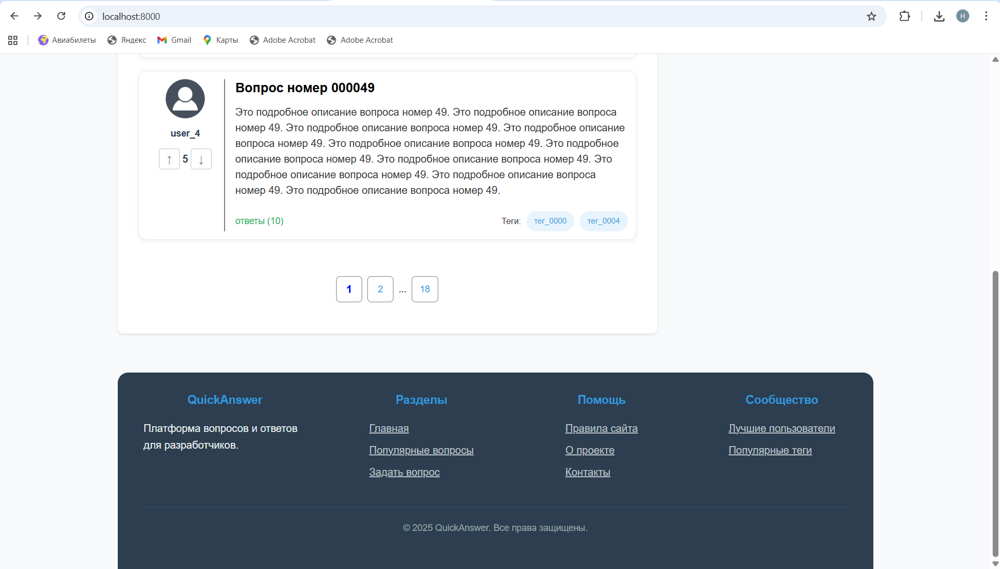 localhost:8000
H
Авиабилеты
Яндекс
Gmail
Карты
Adobe Acrobat
Adobe Acrobat
Вопрос номер 000049
Это подробное описание вопроса номер 49. Это подробное описание вопроса
номер 49. Это подробное описание вопроса номер 49. Это подробное описание
вопроса номер 49. Это подробное описание вопроса номер 49. Это подробное
описание вопроса номер 49. Это подробное описание вопроса номер 49. Это
подробное описание вопроса номер 49. Это подробное описание вопроса
номер 49. Это подробное описание вопроса номер 49.
user_4
↑ 5 ↓
ответы (10)
Теги: тег_0000 тег_0004
1 2 ... 18
QuickAnswer
Платформа вопросов и ответов
для разработчиков.
Разделы
Главная
Популярные вопросы
Задать вопрос
Помощь
Правила сайта
О проекте
Контакты
Сообщество
Лучшие пользователи
Популярные теги
© 2025 QuickAnswer. Все права защищены.